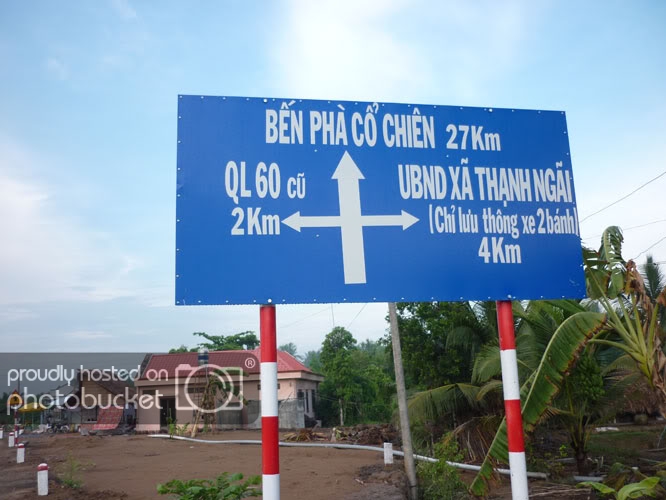 BẾN PHÀ CỔ CHIÊN 27Km
QL 60 cũ
2Km
UBND XÃ THẠNH NGÃI
(Chỉ lưu thông xe 2 bánh)
4Km
proudly hosted on
photobucket